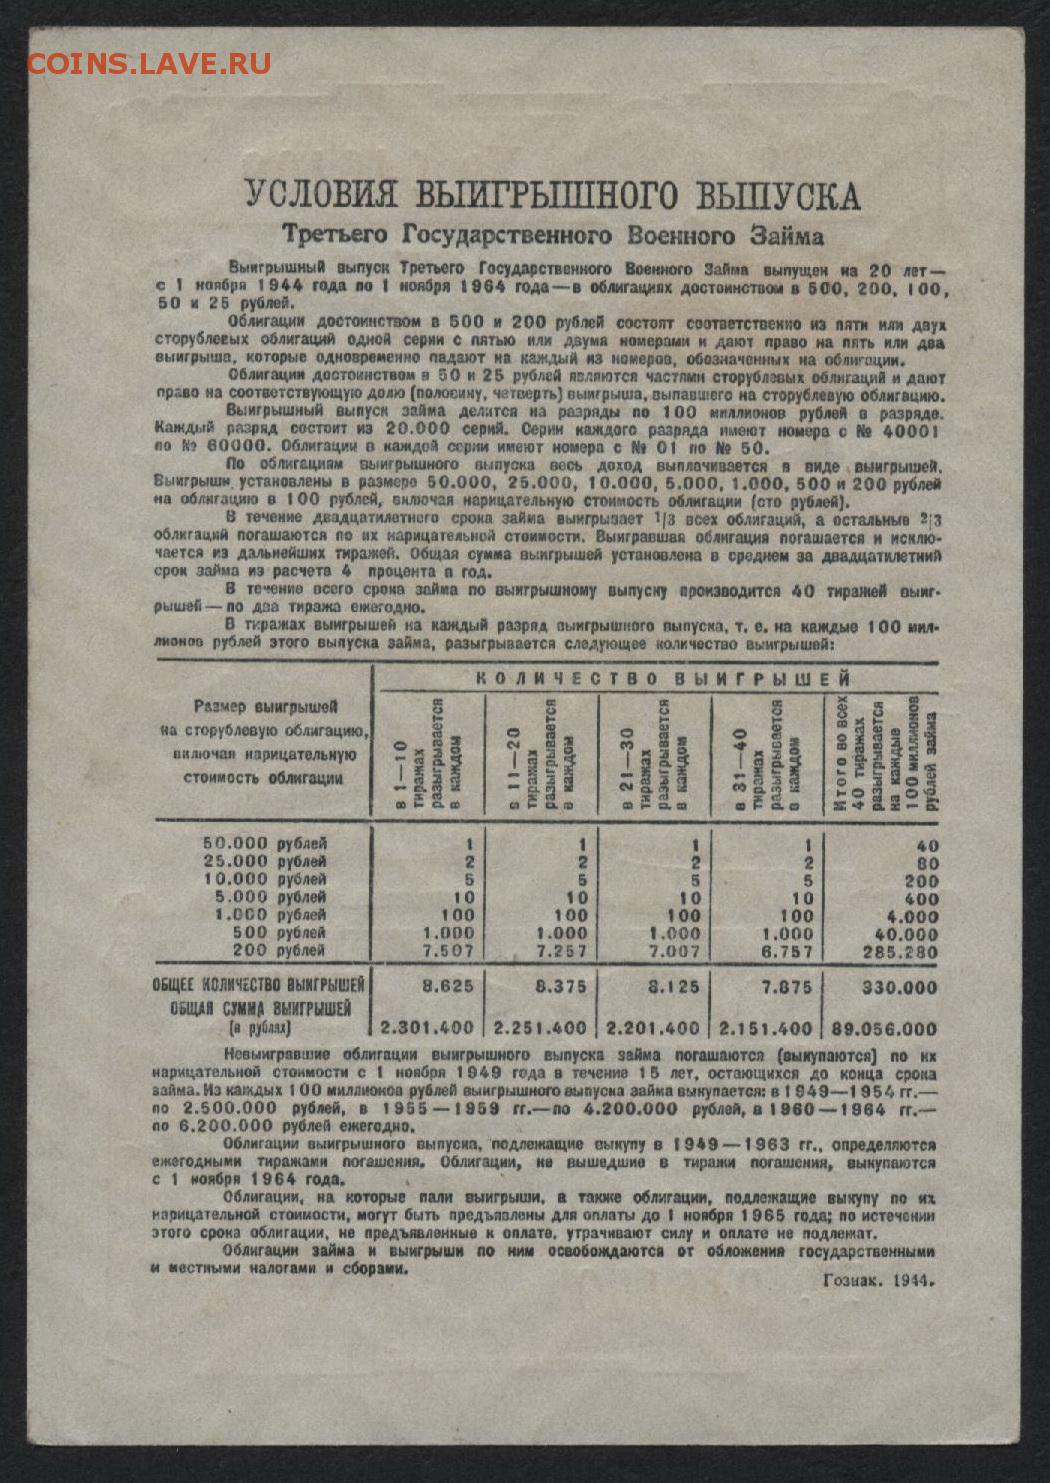 COINS.LAVE.RU
УСЛОВИЯ ВЫИГРЫШНОГО ВЫПУСКА
Третьего Государственного Военного Займа
Выигрышный выпуск Третьего Государственного Военного Займа выпущен на 20 лет—
с 1 ноября 1944 года по 1 ноября 1964 года—в облигациях достоинством в 500, 200, 100,
50 и 25 рублей.
Облигации достоинством в 500 и 200 рублей состоят соответственно из пяти или двух
сторублевых облигаций одной серии с пятью или двумя номерами и дают право на пять или два
выигрыша, которые одновременно падают на каждый из номеров, обозначенных на облигации.
Облигации достоинством в 50 и 25 рублей являются частями сторублевых облигаций и дают
право на соответствующую долю (половину, четверть) выигрыша, выпавшего на сторублевую облигацию.
Выигрышный выпуск займа делится на разряды по 100 миллионов рублей в разряде.
Каждый разряд состоит из 20.000 серий. Серии каждого разряда имеют номера с № 40001
по № 60000. Облигации в каждой серии имеют номера с № 01 по № 50.
По облигациям выигрышного выпуска весь доход выплачивается в виде выигрышей.
Выигрыши установлены в размере 50.000, 25.000, 10.000, 5.000, 1.000, 500 и 200 рублей
на облигацию в 100 рублей, включая нарицательную стоимость облигации (сто рублей).
В течение двадцатилетнего срока займа выигрывает 1/3 всех облигаций, а остальные 2/3
облигаций погашаются по их нарицательной стоимости. Выигравшая облигация погашается и исклю-
чается из дальнейших тиражей. Общая сумма выигрышей установлена в среднем за двадцатилетний
срок займа из расчета 4 процента в год.
В течение всего срока займа по выигрышному выпуску производится 40 тиражей выиг-
рышей—по два тиража ежегодно.
В тиражах выигрышей на каждый разряд выигрышного выпуска, т. е. на каждые 100 мил-
лионов рублей этого выпуска займа, разыгрывается следующее количество выигрышей:
Размер выигрышей
на сторублевую облигацию,
включая нарицательную
стоимость облигации
КОЛИЧЕСТВО ВЫИГРЫШЕЙ
в 1—10
тиражах
разыгрывается
в каждом
в 11—20
тиражах
разыгрывается
в каждом
в 21—30
тиражах
разыгрывается
в каждом
в 31—40
тиражах
разыгрывается
в каждом
Итого во всех
40 тиражах
разыгрывается
на каждые
100 миллионов
рублей займа
50.000 рублей 1 1 1 1 40
25.000 рублей 2 2 2 2 80
10.000 рублей 5 5 5 5 200
5.000 рублей 10 10 10 10 400
1.000 рублей 100 100 100 100 4.000
500 рублей 1.000 1.000 1.000 1.000 40.000
200 рублей 7.507 7.257 7.007 6.757 285.280
ОБЩЕЕ КОЛИЧЕСТВО ВЫИГРЫШЕЙ 8.625 8.375 8.125 7.875 330.000
ОБЩАЯ СУММА ВЫИГРЫШЕЙ
(в рублях) 2.301.400 2.251.400 2.201.400 2.151.400 89.056.000
Невыигравшие облигации выигрышного выпуска займа погашаются (выкупаются) по их
нарицательной стоимости с 1 ноября 1949 года в течение 15 лет, остающихся до конца срока
займа. Из каждых 100 миллионов рублей выигрышного выпуска займа выкупается: в 1949—1954 гг.—
по 2.500.000 рублей, в 1955—1959 гг.—по 4.200.000 рублей, в 1960—1964 гг.—
по 6.200.000 рублей ежегодно.
Облигации выигрышного выпуска, подлежащие выкупу в 1949—1963 гг., определяются
ежегодными тиражами погашения. Облигации, не вышедшие в тиражи погашения, выкупаются
с 1 ноября 1964 года.
Облигации, на которые пали выигрыши, а также облигации, подлежащие выкупу по их
нарицательной стоимости, могут быть предъявлены для оплаты до 1 ноября 1965 года; по истечении
этого срока облигации, не предъявленные к оплате, утрачивают силу и оплате не подлежат.
Облигации займа и выигрыши по ним освобождаются от обложения государственными
и местными налогами и сборами.
Гознак. 1944.